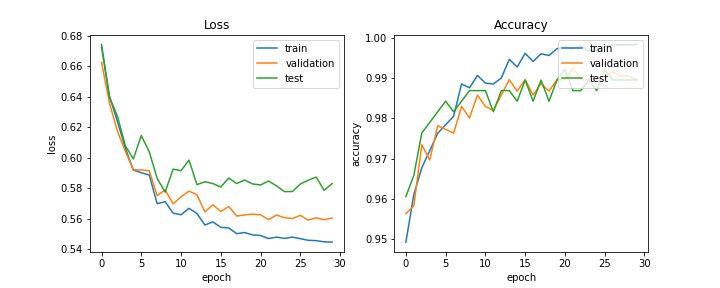 Loss
0.68
0.66
0.64
0.62
0.60
0.58
0.56
0.54
loss
0 5 10 15 20 25 30
epoch
train
validation
test
Accuracy
1.00
0.99
0.98
0.97
0.96
0.95
accuracy
0 5 10 15 20 25 30
epoch
train
validation
test